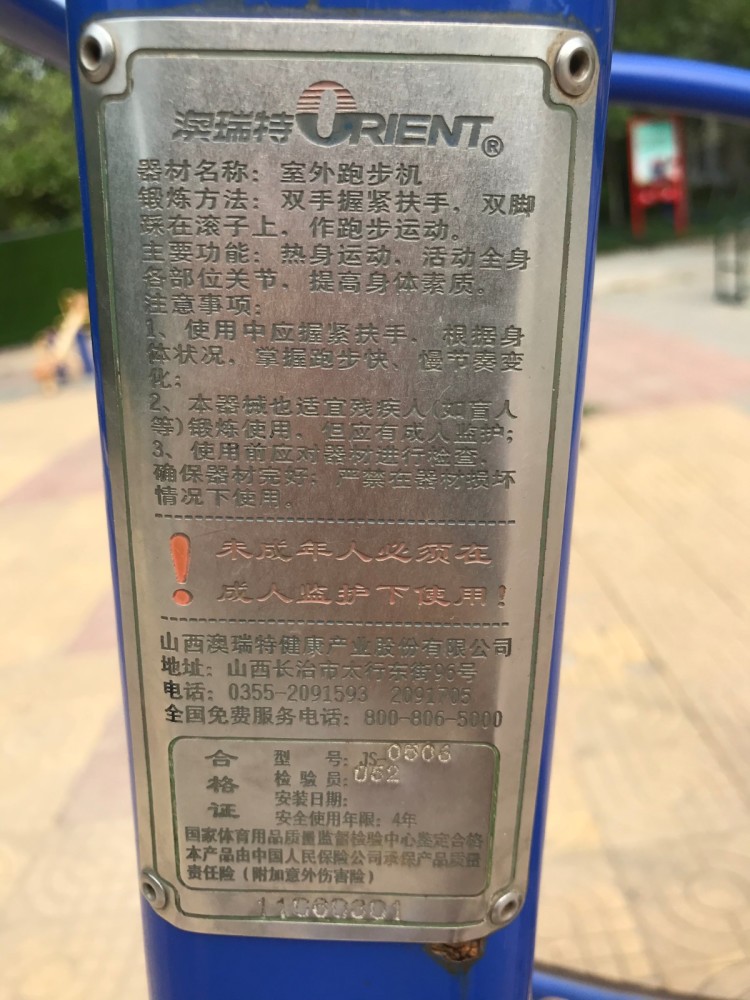 澳瑞特 ORIENT®
器材名称：室外跑步机
锻炼方法：双手握紧扶手，双脚
踩在滚子上，作跑步运动。
主要功能：热身运动，活动全身
各部位关节，提高身体素质。
注意事项：
1、使用中应握紧扶手，根据身
体状况，掌握跑步快、慢节奏变
化；
2、本器械也适宜残疾人(如盲人
等)锻炼使用，但应有成人监护；
3、使用前应对器材进行检查，
确保器材完好；严禁在器材损坏
情况下使用。
! 未成年人必须在
成人监护下使用!
山西澳瑞特健康产业股份有限公司
地址：山西长治市太行东街96号
电话：0355-2091593 2091705
全国免费服务电话：800-806-5000
合格证
型 号：JS-0506
检验员：052
安装日期：
安全使用年限：4年
国家体育用品质量监督检验中心鉴定合格
本产品由中国人民保险公司承保产品质量
责任险（附加意外伤害险）